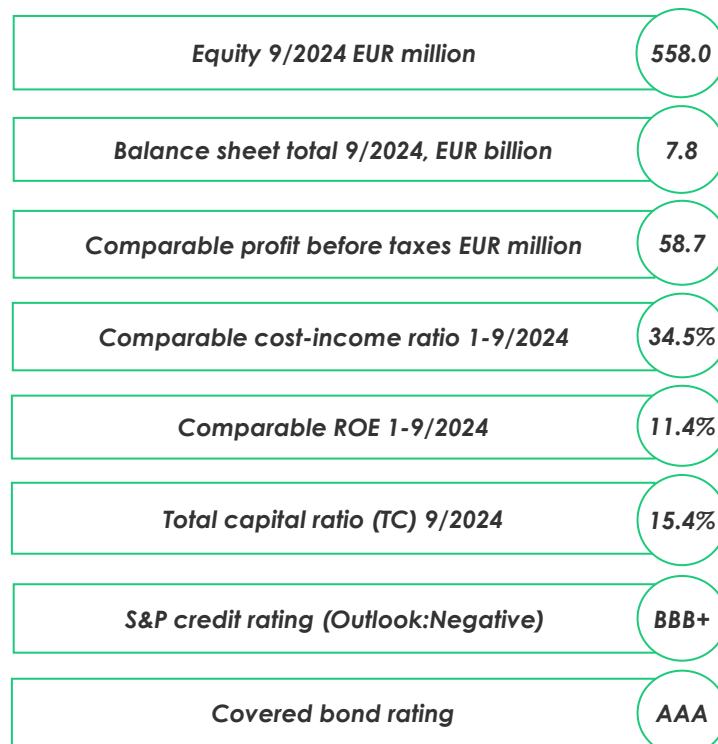 Equity 9/2024 EUR million 558.0
Balance sheet total 9/2024, EUR billion 7.8
Comparable profit before taxes EUR million 58.7
Comparable cost-income ratio 1-9/2024 34.5%
Comparable ROE 1-9/2024 11.4%
Total capital ratio (TC) 9/2024 15.4%
S&P credit rating (Outlook:Negative) BBB+
Covered bond rating AAA